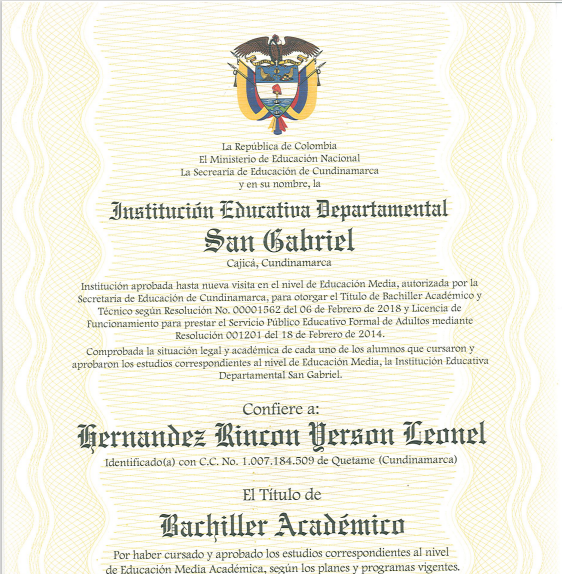 La República de Colombia
El Ministerio de Educación Nacional
La Secrearía de Educación de Cundinamarca
y en su nombre, la
Institución Educativa Departamental
San Gabriel
Cajicá, Cundinamarca
Institución aprobada hasta nueva visita en el nivel de Educación Media, autorizada por la
Secretaría de Educación de Cundinamarca, para otorgar el Título de Bachiller Académico y
Técnico según Resolución No. 00001562 del 06 de Febrero de 2018 y Licencia de
Funcionamiento para prestar el Servicio Público Educativo Formal de Adultos mediante
Resolución 001201 del 18 de Febrero de 2014.
Comprobada la situación legal y académica de cada uno de los alumnos que cursaron y
aprobaron los estudios correspondientes al nivel de Educación Media, la Institución Educativa
Departamental San Gabriel.
Confiere a:
Hernandez Rincon Yerson Leonel
Identificado(a) con C.C. No. 1.007.184.509 de Quetame (Cundinamarca)
El Título de
Bachiller Académico
Por haber cursado y aprobado los estudios correspondientes al nivel
de Educación Media Académica, según los planes y programas vigentes.